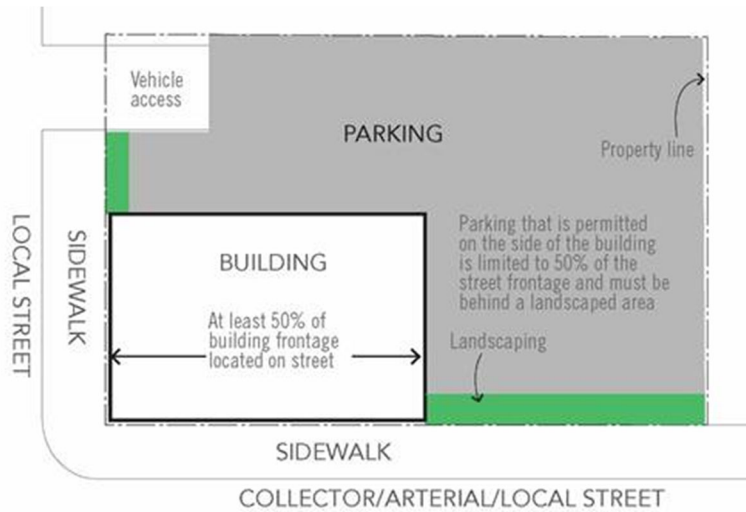 Vehicle
access
PARKING
Property line
LOCAL STREET
SIDEWALK
BUILDING
At least 50% of
building frontage
located on street
Parking that is permitted
on the side of the building
is limited to 50% of the
street frontage and must be
behind a landscaped area
Landscaping
SIDEWALK
COLLECTOR/ARTERIAL/LOCAL STREET